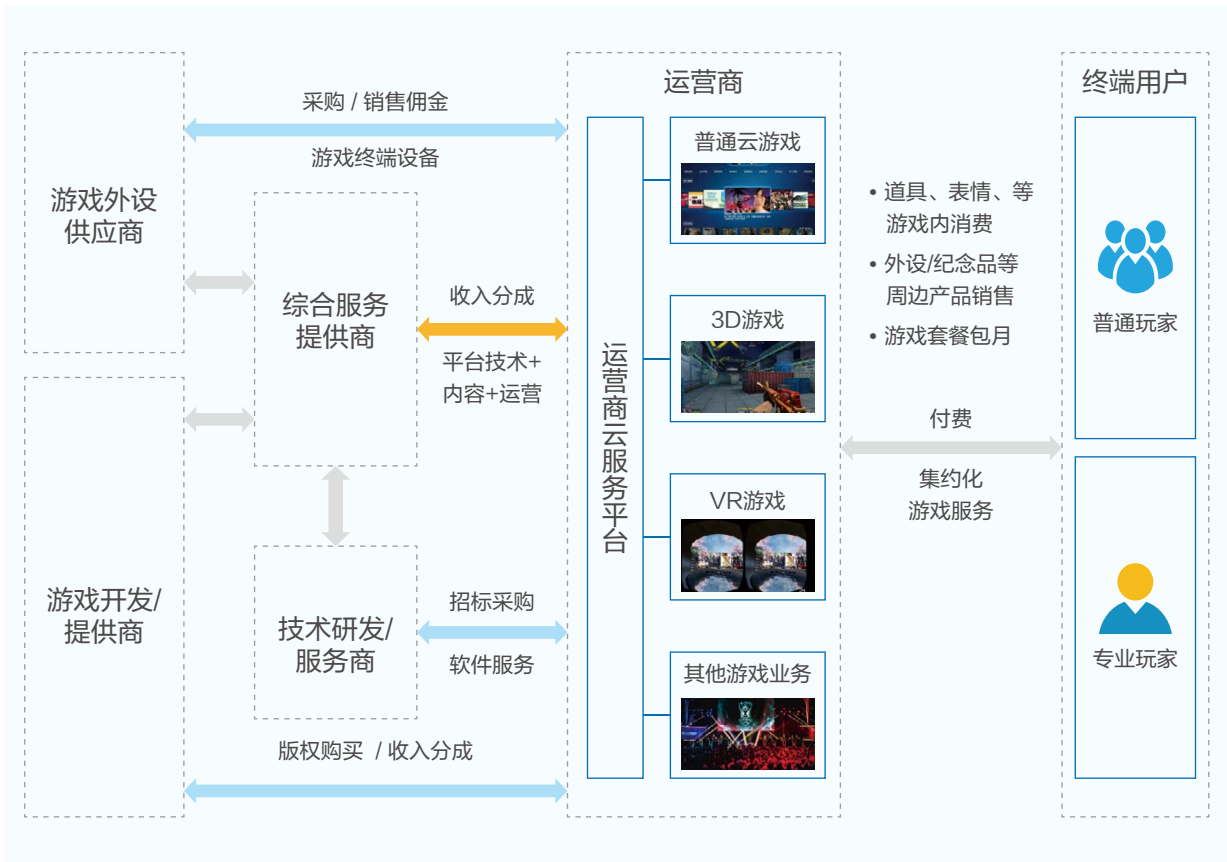 游戏外设
供应商
游戏开发/
提供商
采购 / 销售佣金
游戏终端设备
综合服务
提供商
收入分成
平台技术+
内容+运营
技术研发/
服务商
招标采购
软件服务
版权购买 / 收入分成
运营商
运营商云服务平台
普通云游戏
3D游戏
VR游戏
其他游戏业务
• 道具、表情、等
游戏内消费
• 外设/纪念品等
周边产品销售
• 游戏套餐包月
付费
集约化
游戏服务
终端用户
普通玩家
专业玩家